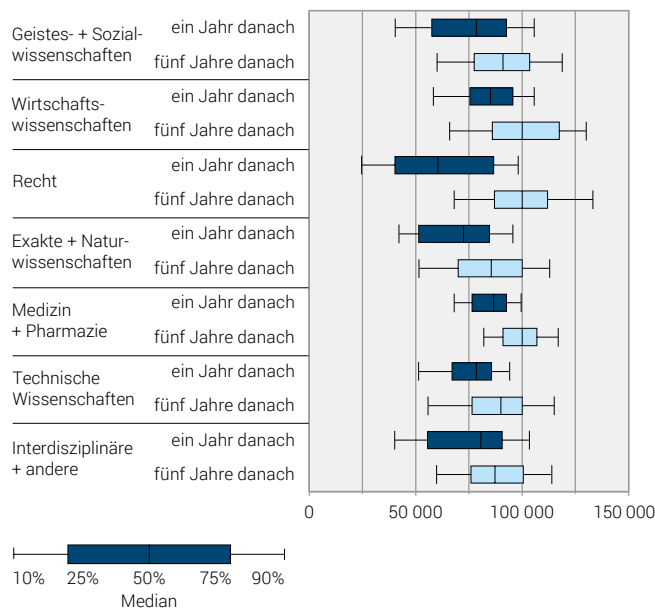 Geistes- + Sozial-
wissenschaften
ein Jahr danach
fünf Jahre danach
Wirtschafts-
wissenschaften
ein Jahr danach
fünf Jahre danach
Recht
ein Jahr danach
fünf Jahre danach
Exakte + Natur-
wissenschaften
ein Jahr danach
fünf Jahre danach
Medizin
+ Pharmazie
ein Jahr danach
fünf Jahre danach
Technische
Wissenschaften
ein Jahr danach
fünf Jahre danach
Interdisziplinäre
+ andere
ein Jahr danach
fünf Jahre danach
0 50 000 100 000 150 000
10% 25% 50% 75% 90%
Median